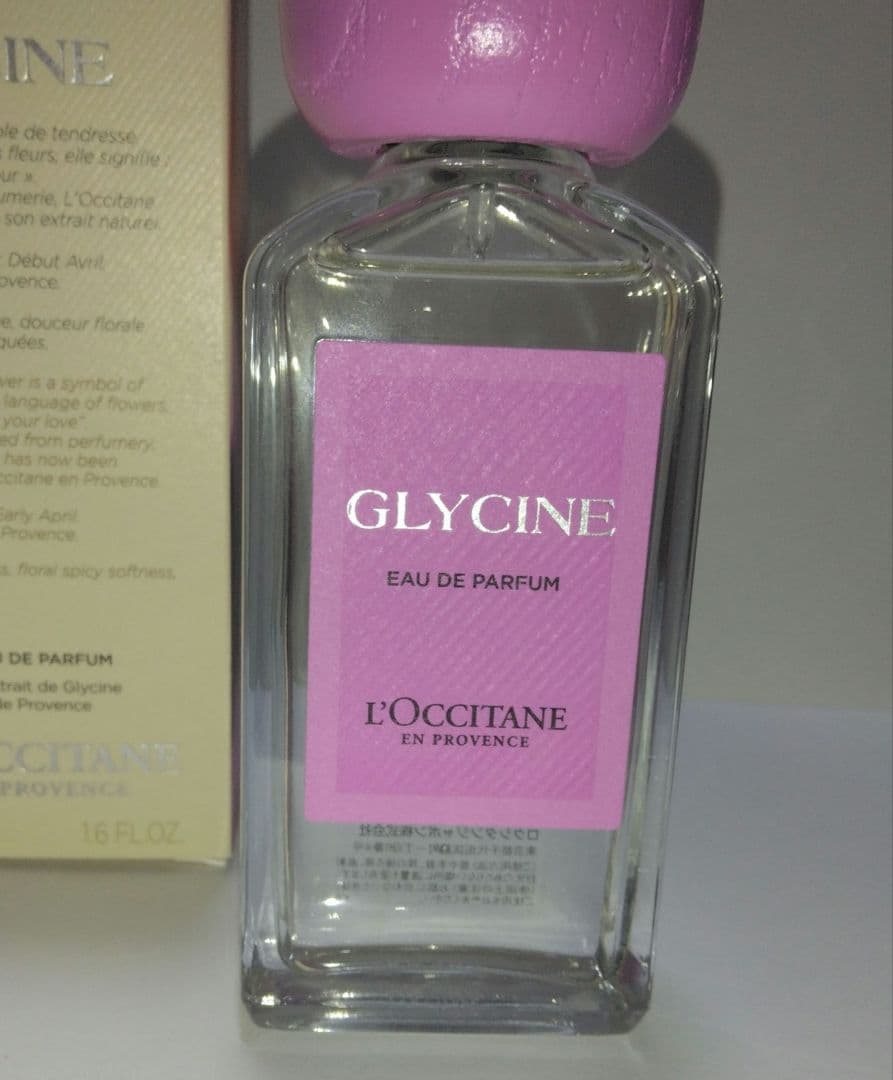 INE
ole de tendresse
fleurs, elle signifie :
ur ».
umerie, L'Occitane
son extrait naturel.
: Début Avril,
ovence.
e, douceur florale
quées.
ver is a symbol of
language of flowers,
your love"
ed from perfumery,
has now been
ccitane en Provence.
Early April
Provence.
s, floral spicy softness.
DE PARFUM
trait de Glycine
de Provence
CCITANE
PROVENCE
1.6 FL.OZ.
GLYCINE
EAU DE PARFUM
L'OCCITANE
EN PROVENCE